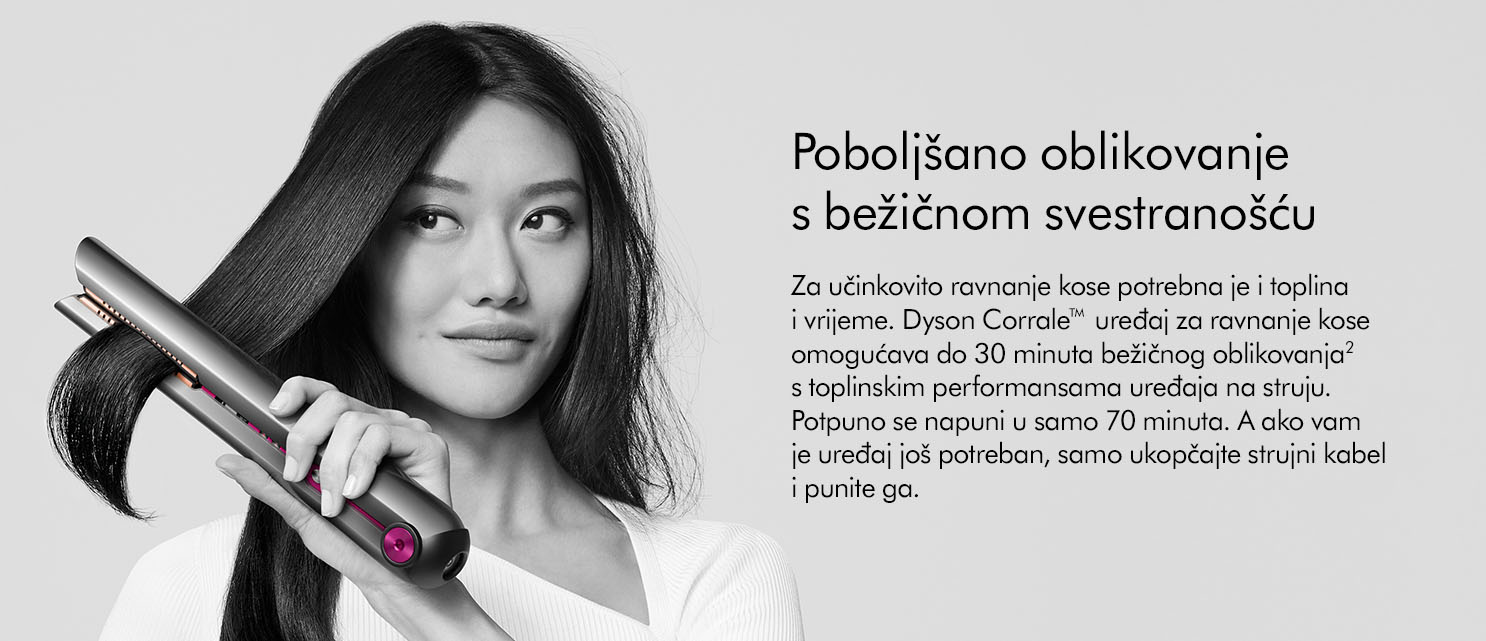 Poboljšano oblikovanje
s bežičnom svestranošću
Za učinkovito ravnanje kose potrebna je i toplina
i vrijeme. Dyson Corrale™ uređaj za ravnanje kose
omogućava do 30 minuta bežičnog oblikovanja²
s toplinskim performansama uređaja na struju.
Potpuno se napuni u samo 70 minuta. A ako vam
je uređaj još potreban, samo ukopčajte strujni kabel
i punite ga.